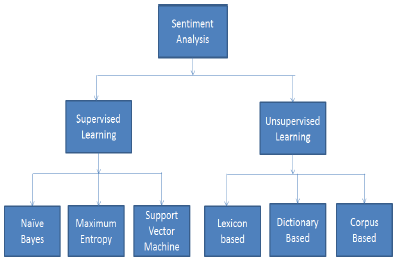 Sentiment
Analysis
Supervised
Learning
Unsupervised
Learning
Naïve
Bayes
Maximum
Entropy
Support
Vector
Machine
Lexicon
based
Dictionary
Based
Corpus
Based